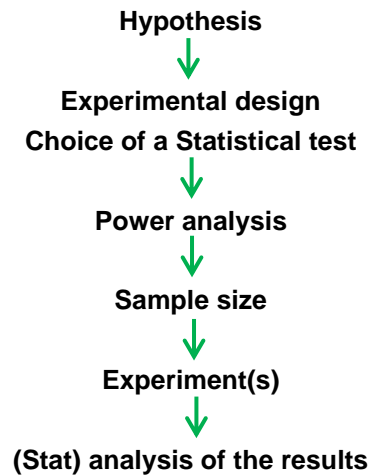 Hypothesis
Experimental design
Choice of a Statistical test
Power analysis
Sample size
Experiment(s)
(Stat) analysis of the results